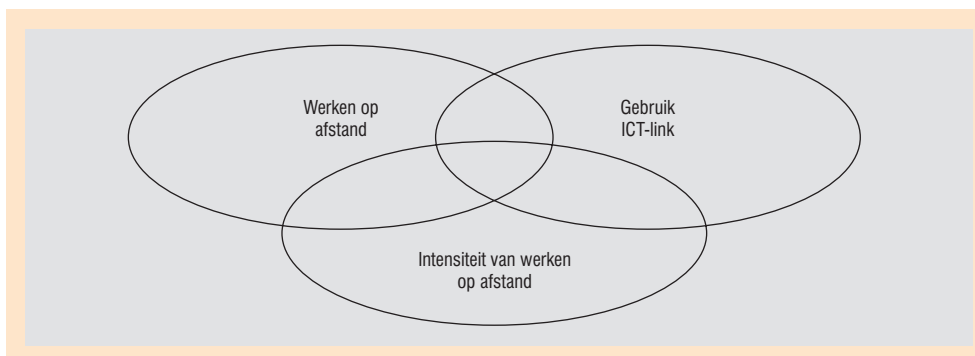 Werken op
afstand
Gebruik
ICT-link
Intensiteit van werken
op afstand